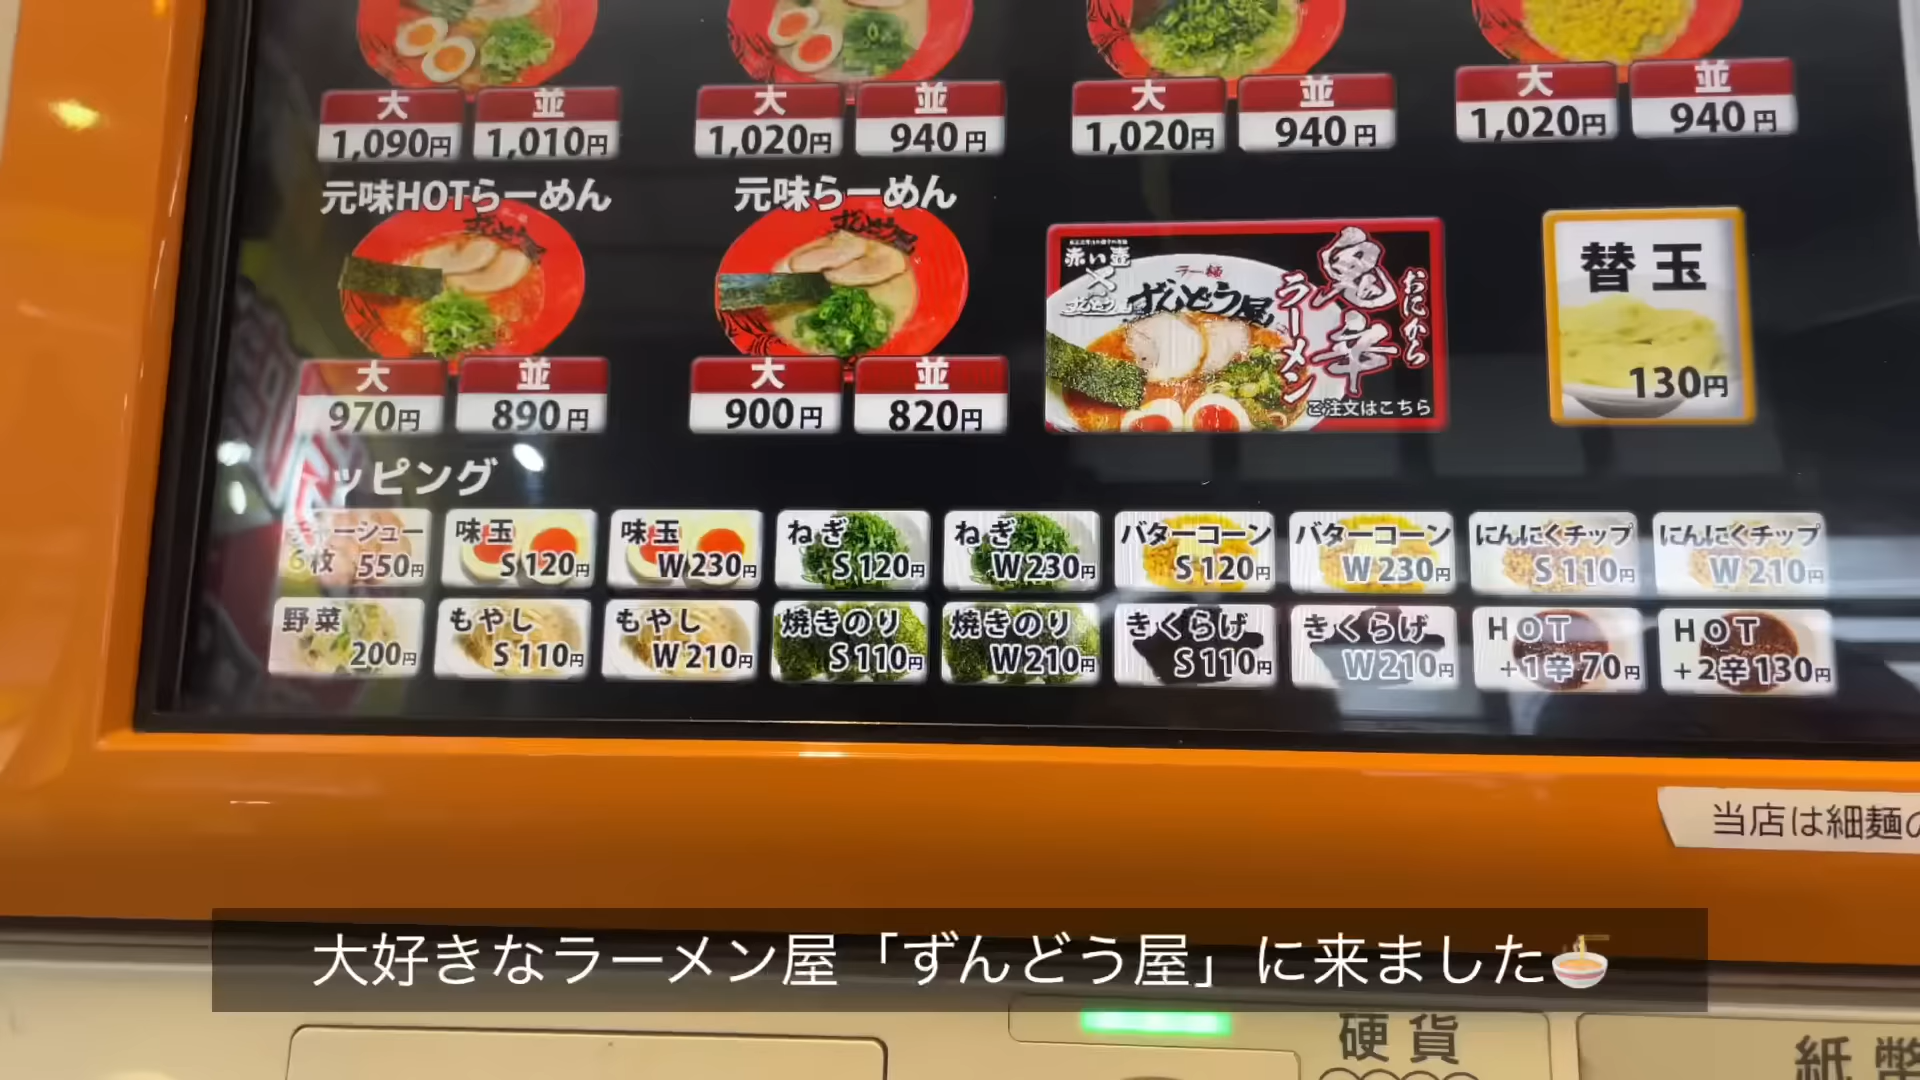 大 並 大 並 大 並 大 並
1,090円 1,010円 1,020円 940円 1,020円 940円 1,020円 940円
元味HOTらーめん 元味らーめん
ずんどう屋 ずんどう屋
大 並 大 並
970円 890円 900円 820円
赤い壺
×
ずんどう屋
ラー麺
ずんどう屋
鬼辛
おにから
ラーメン
ご注文はこちら
替玉
130円
ッピング
チャーシュー 味玉 味玉 ねぎ ねぎ バターコーン バターコーン にんにくチップ にんにくチップ
6枚 550円 S 120円 W 230円 S 120円 W 230円 S 120円 W 230円 S 110円 W 210円
野菜 もやし もやし 焼きのり 焼きのり きくらげ きくらげ HOT HOT
200円 S 110円 W 210円 S 110円 W 210円 S 110円 W 210円 +1辛 70円 +2辛 130円
当店は細麺の
大好きなラーメン屋「ずんどう屋」に来ました🍜
硬貨
紙幣